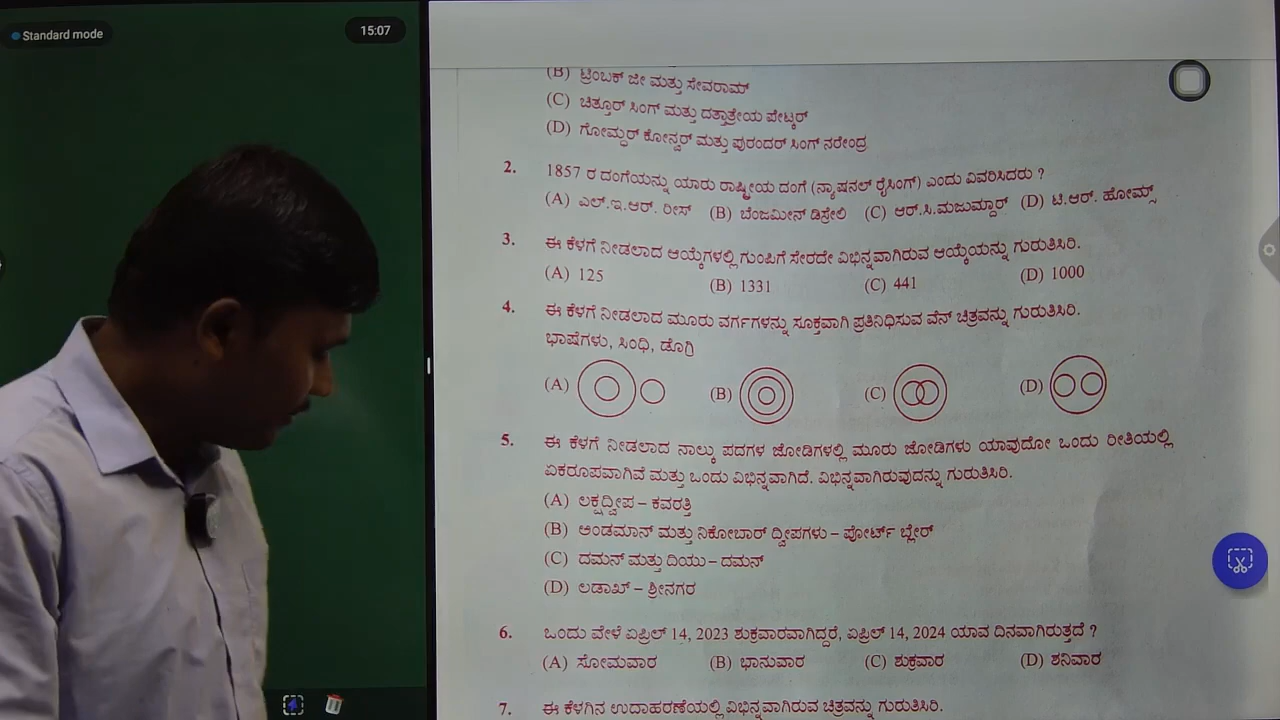 Standard mode
15:07
(B) ಟ್ರಿಂಬಕ್ ಜೀ ಮತ್ತು ಸೇವರಾಮ್
(C) ಚಿತ್ತೂರ್ ಸಿಂಗ್ ಮತ್ತು ದತ್ತಾತ್ರೇಯ ಪೇಟ್ಕರ್
(D) ಗೋಮ್ಧರ್ ಕೋನ್ವರ್ ಮತ್ತು ಪುರಂದರ್ ಸಿಂಗ್ ನರೇಂದ್ರ
2. 1857 ರ ದಂಗೆಯನ್ನು ಯಾರು ರಾಷ್ಟ್ರೀಯ ದಂಗೆ (ನ್ಯಾಷನಲ್ ರೈಸಿಂಗ್) ಎಂದು ವಿವರಿಸಿದರು ?
(A) ಎಲ್.ಇ.ಆರ್. ರೀಸ್ (B) ಬೆಂಜಮೀನ್ ಡಿಸ್ರೇಲಿ (C) ಆರ್.ಸಿ.ಮಜುಮ್ದಾರ್ (D) ಟಿ.ಆರ್. ಹೋಮ್ಸ್
3. ಈ ಕೆಳಗೆ ನೀಡಲಾದ ಆಯ್ಕೆಗಳಲ್ಲಿ ಗುಂಪಿಗೆ ಸೇರದೇ ವಿಭಿನ್ನವಾಗಿರುವ ಆಯ್ಕೆಯನ್ನು ಗುರುತಿಸಿರಿ.
(A) 125 (B) 1331 (C) 441 (D) 1000
4. ಈ ಕೆಳಗೆ ನೀಡಲಾದ ಮೂರು ವರ್ಗಗಳನ್ನು ಸೂಕ್ತವಾಗಿ ಪ್ರತಿನಿಧಿಸುವ ವೆನ್ ಚಿತ್ರವನ್ನು ಗುರುತಿಸಿರಿ.
ಭಾಷೆಗಳು, ಸಿಂಧಿ, ಡೊಗ್ರಿ
(A) (B) (C) (D)
5. ಈ ಕೆಳಗೆ ನೀಡಲಾದ ನಾಲ್ಕು ಪದಗಳ ಜೋಡಿಗಳಲ್ಲಿ ಮೂರು ಜೋಡಿಗಳು ಯಾವುದೋ ಒಂದು ರೀತಿಯಲ್ಲಿ
ಏಕರೂಪವಾಗಿವೆ ಮತ್ತು ಒಂದು ವಿಭಿನ್ನವಾಗಿದೆ. ವಿಭಿನ್ನವಾಗಿರುವುದನ್ನು ಗುರುತಿಸಿರಿ.
(A) ಲಕ್ಷದ್ವೀಪ – ಕವರತ್ತಿ
(B) ಅಂಡಮಾನ್ ಮತ್ತು ನಿಕೋಬಾರ್ ದ್ವೀಪಗಳು – ಪೋರ್ಟ್ ಬ್ಲೇರ್
(C) ದಮನ್ ಮತ್ತು ದಿಯು – ದಮನ್
(D) ಲಡಾಖ್ – ಶ್ರೀನಗರ
6. ಒಂದು ವೇಳೆ ಏಪ್ರಿಲ್ 14, 2023 ಶುಕ್ರವಾರವಾಗಿದ್ದರೆ, ಏಪ್ರಿಲ್ 14, 2024 ಯಾವ ದಿನವಾಗಿರುತ್ತದೆ ?
(A) ಸೋಮವಾರ (B) ಭಾನುವಾರ (C) ಶುಕ್ರವಾರ (D) ಶನಿವಾರ
7. ಈ ಕೆಳಗಿನ ಉದಾಹರಣೆಯಲ್ಲಿ ವಿಭಿನ್ನವಾಗಿರುವ ಚಿತ್ರವನ್ನು ಗುರುತಿಸಿರಿ.